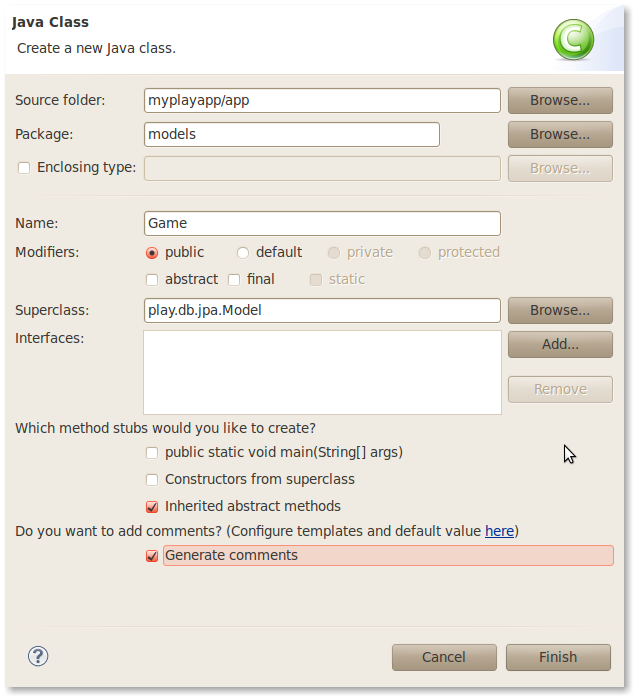 Java Class
Create a new Java class.
C
Source folder: myplayapp/app Browse...
Package: models Browse...
Enclosing type: Browse...
Name: Game
Modifiers: public default private protected
abstract final static
Superclass: play.db.jpa.Model Browse...
Interfaces: Add...
Remove
Which method stubs would you like to create?
public static void main(String[] args)
Constructors from superclass
Inherited abstract methods
Do you want to add comments? (Configure templates and default value here)
Generate comments
? Cancel Finish